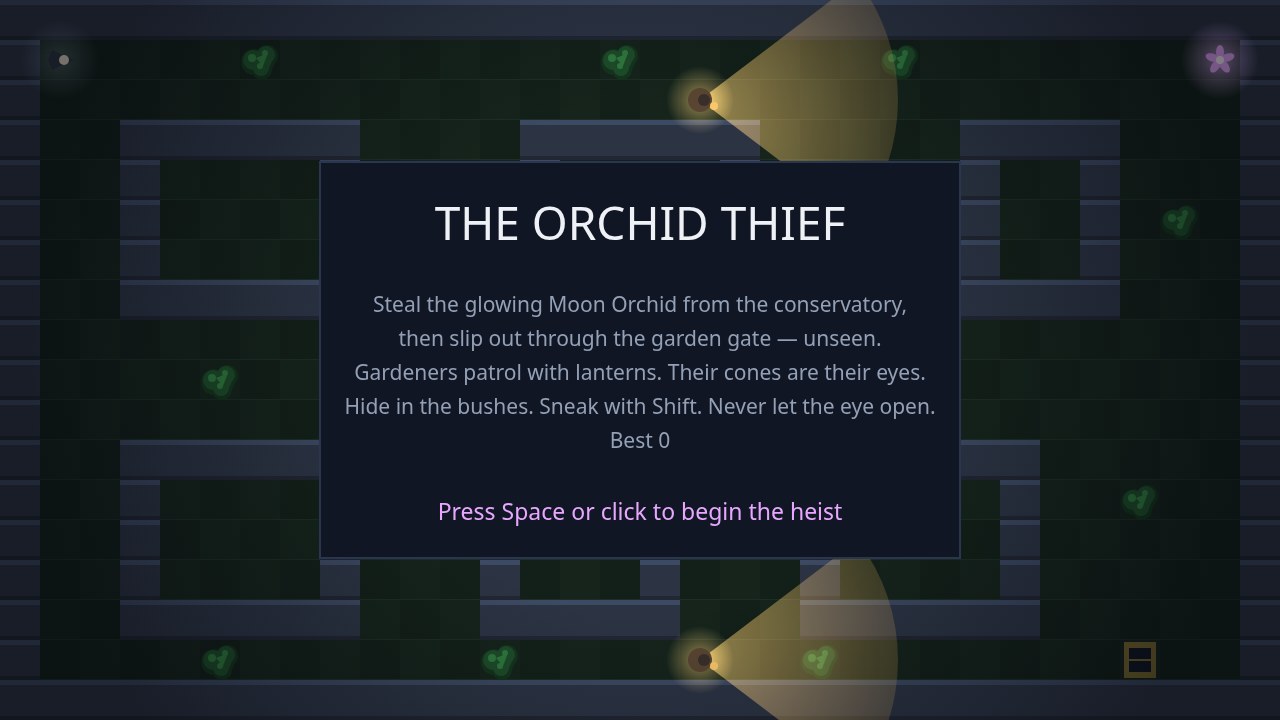 THE ORCHID THIEF
Steal the glowing Moon Orchid from the conservatory,
then slip out through the garden gate — unseen.
Gardeners patrol with lanterns. Their cones are their eyes.
Hide in the bushes. Sneak with Shift. Never let the eye open.
Best 0
Press Space or click to begin the heist